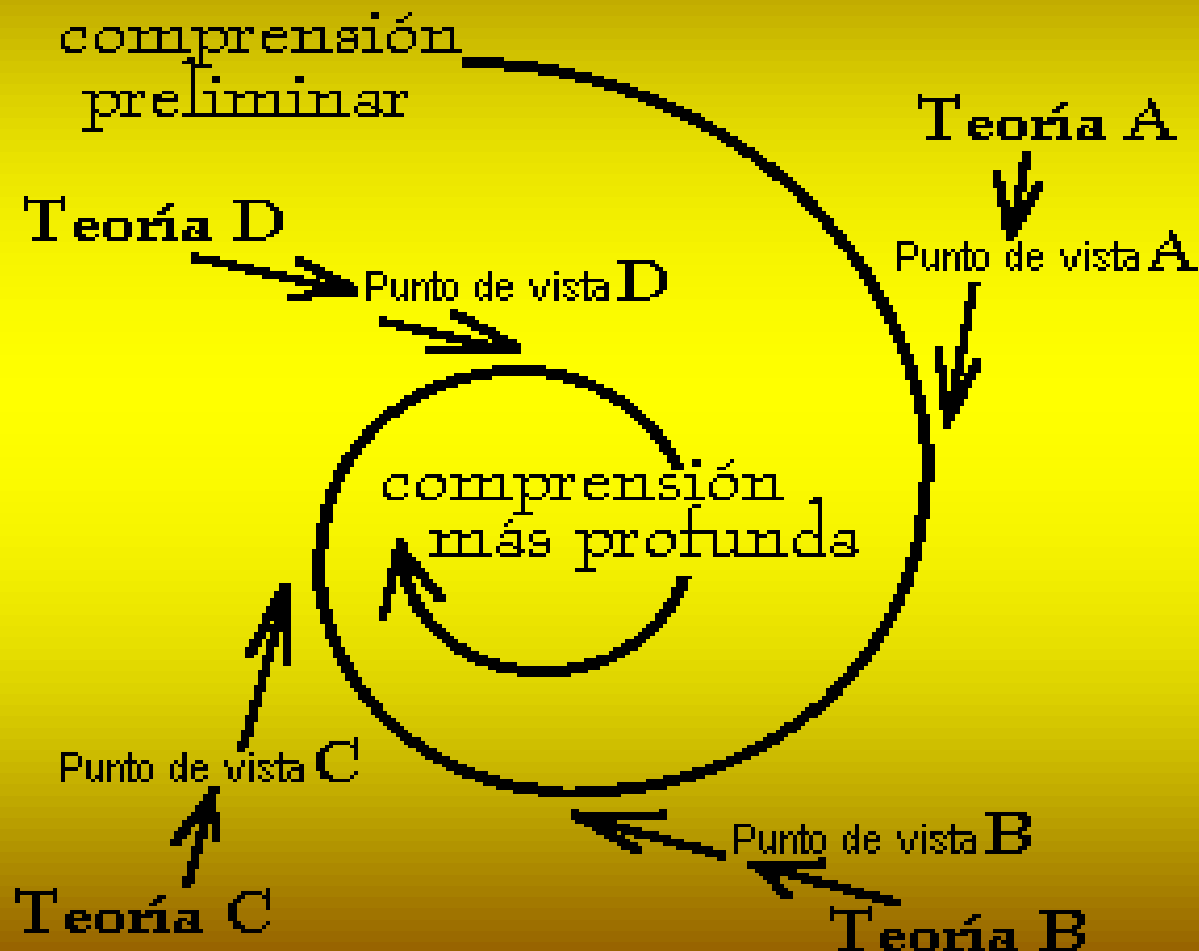 comprensión
preliminar
Teoría A
Teoría D
Punto de vista A
Punto de vista D
comprensión
más profunda
Punto de vista C
Punto de vista B
Teoría C
Teoría B